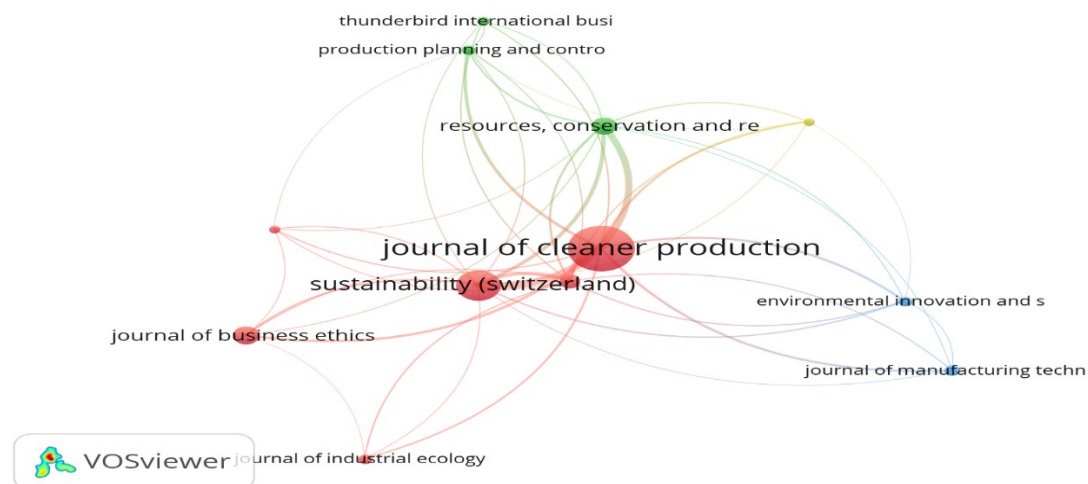 thunderbird international busi
production planning and contro
resources, conservation and re
journal of cleaner production
sustainability (switzerland)
environmental innovation and s
journal of business ethics
journal of manufacturing techn
journal of industrial ecology
VOSviewer